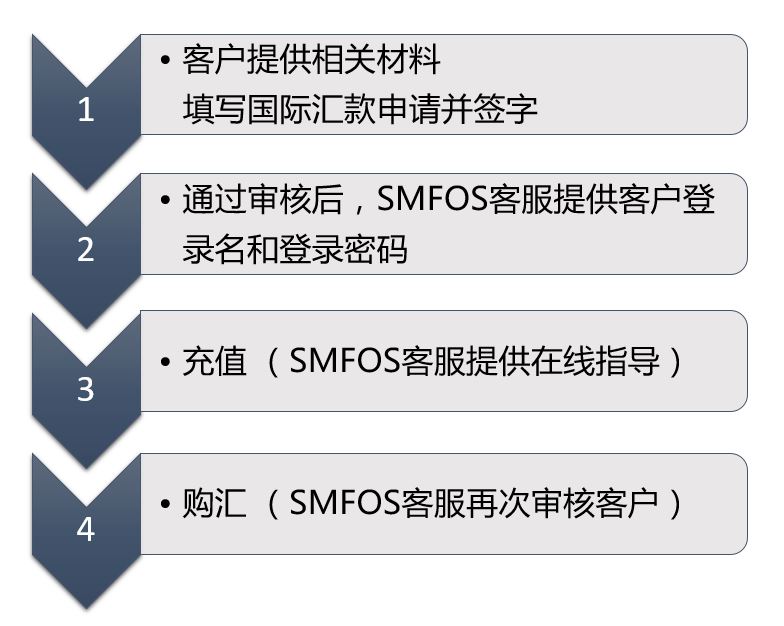 1
• 客户提供相关材料
填写国际汇款申请并签字
2
• 通过审核后，SMFOS客服提供客户登
录名和登录密码
3
• 充值（SMFOS客服提供在线指导）
4
• 购汇（SMFOS客服再次审核客户）